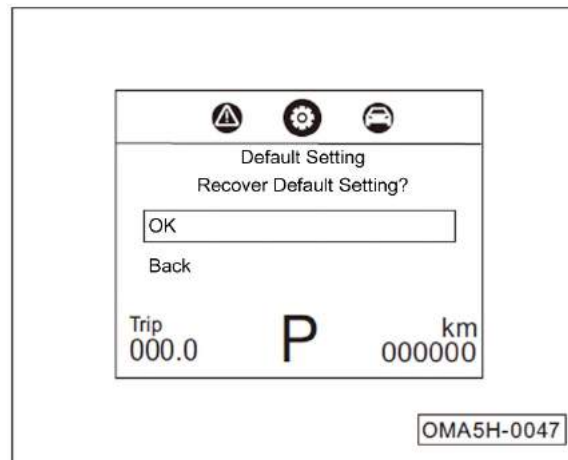 Default Setting
Recover Default Setting?
OK
Back
Trip
000.0
P
km
000000
OMA5H-0047